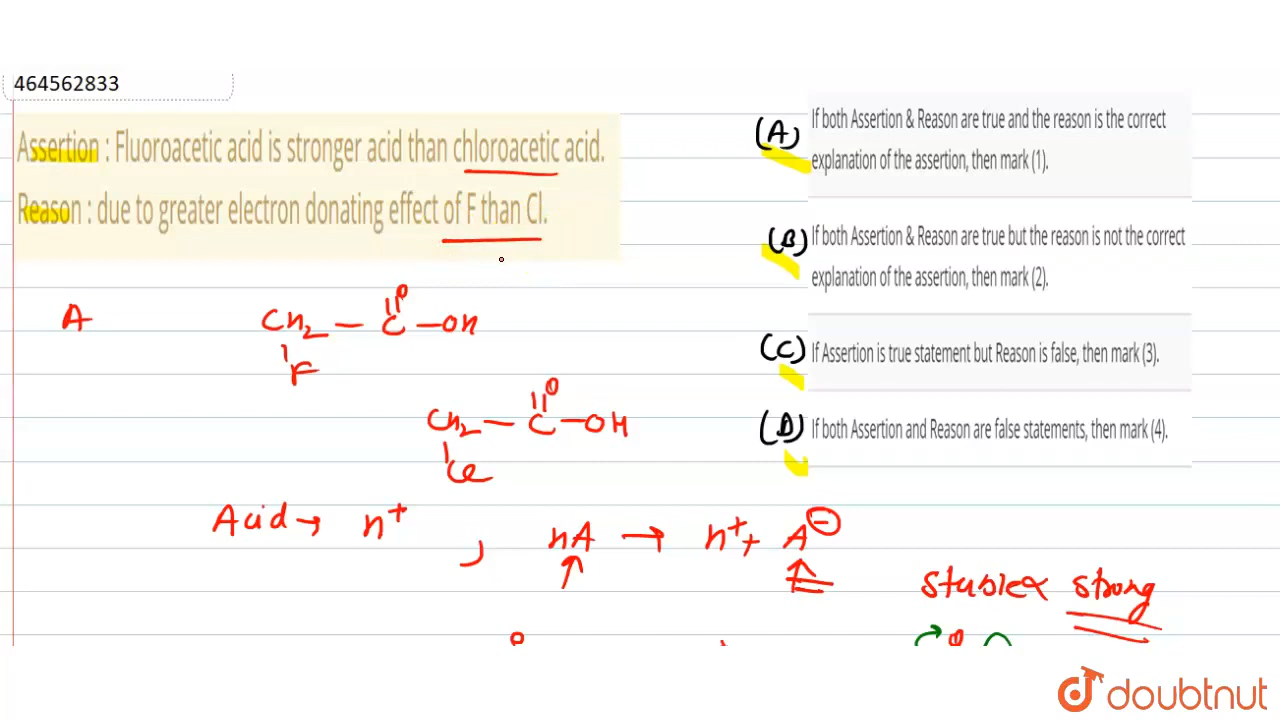 464562833
Assertion : Fluoroacetic acid is stronger acid than chloroacetic acid.
Reason : due to greater electron donating effect of F than Cl.
(A) If both Assertion & Reason are true and the reason is the correct
explanation of the assertion, then mark (1).
(B) If both Assertion & Reason are true but the reason is not the correct
explanation of the assertion, then mark (2).
(C) If Assertion is true statement but Reason is false, then mark (3).
(D) If both Assertion and Reason are false statements, then mark (4).
A
O
CH2 — C — OH
F
O
CH2 — C — OH
Cl
Acid → H+ , HA → H+ + A−
stable ∝ strong
doubtnut